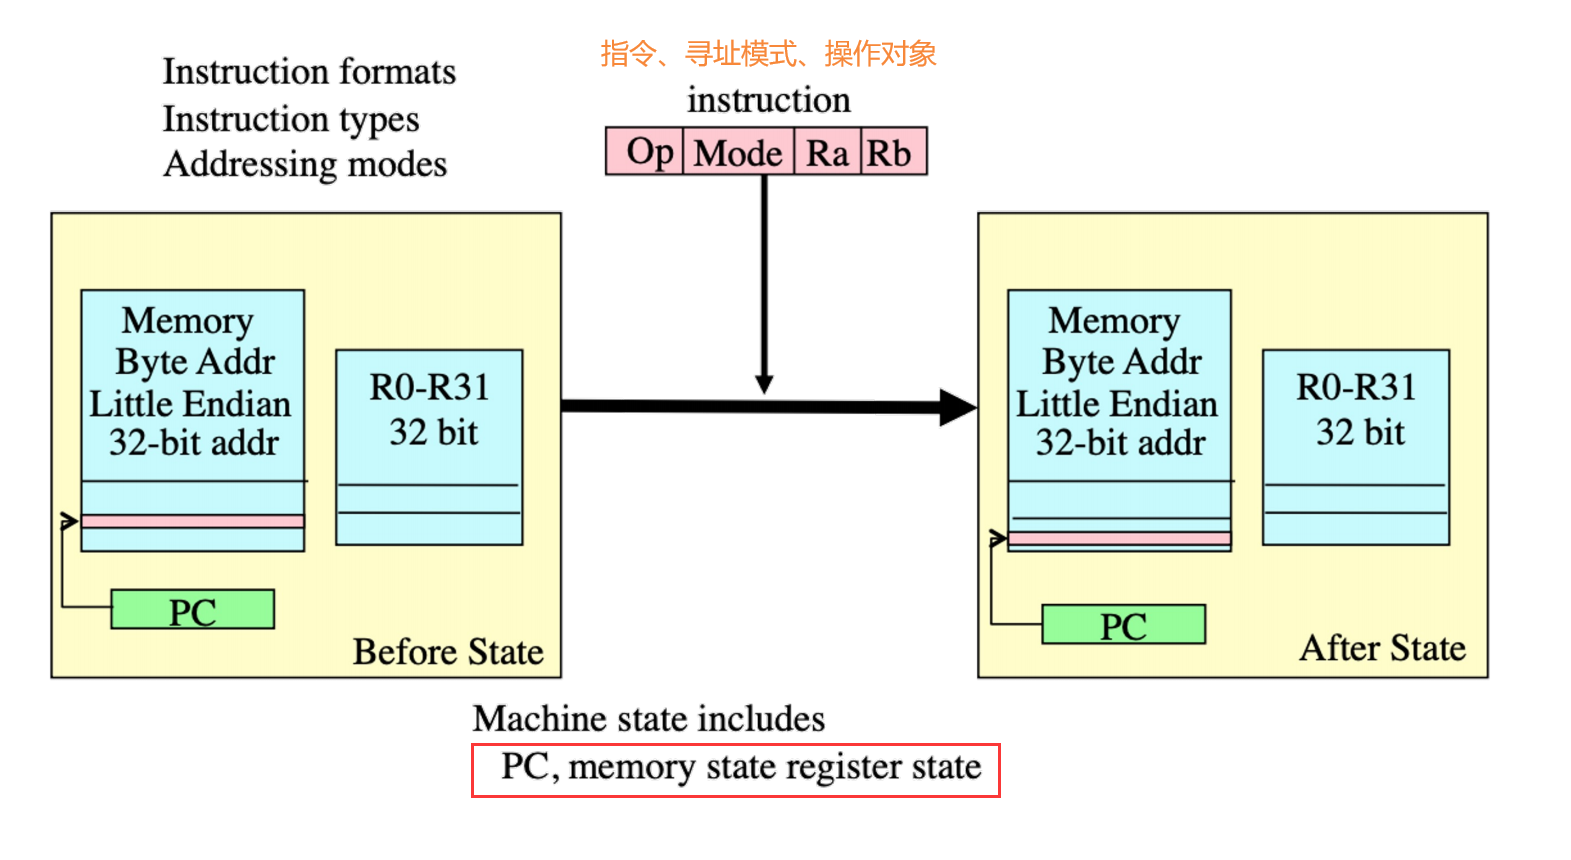 Instruction formats
Instruction types
Addressing modes
指令、寻址模式、操作对象
instruction
Op Mode Ra Rb
Memory
Byte Addr
Little Endian
32-bit addr
R0-R31
32 bit
PC
Before State
Memory
Byte Addr
Little Endian
32-bit addr
R0-R31
32 bit
PC
After State
Machine state includes
PC, memory state register state